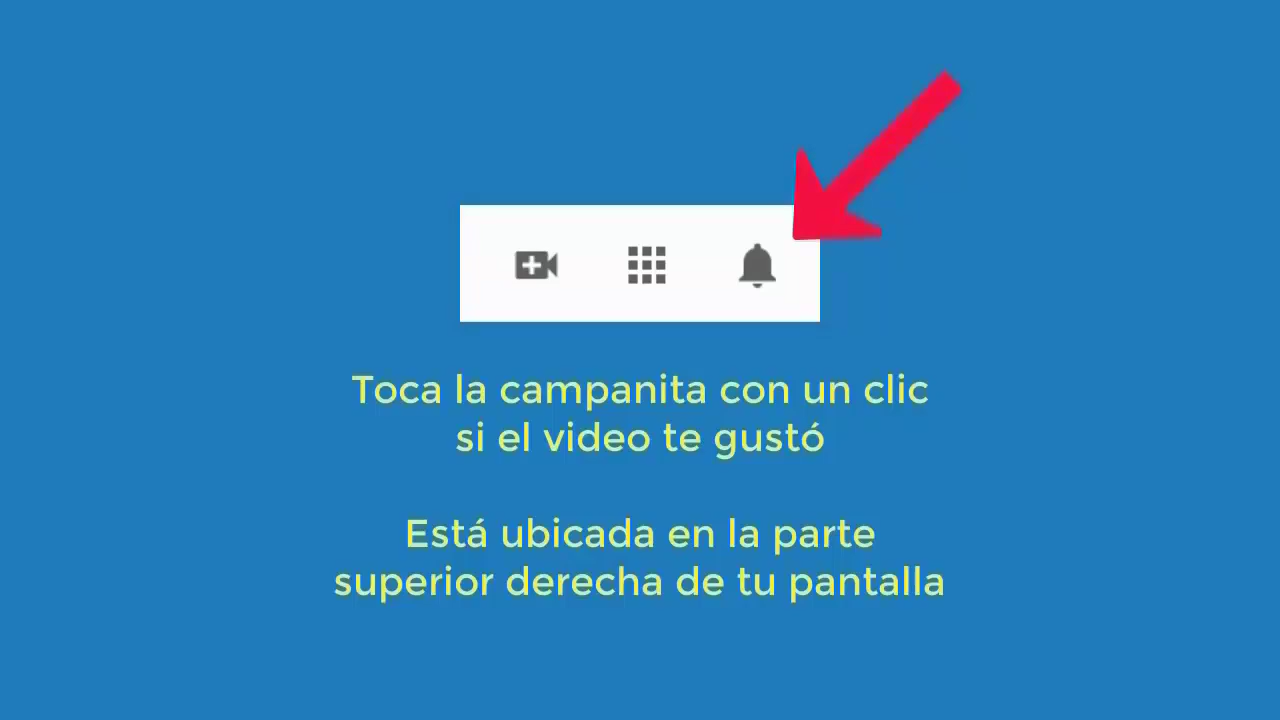 Toca la campanita con un clic
si el video te gustó
Está ubicada en la parte
superior derecha de tu pantalla